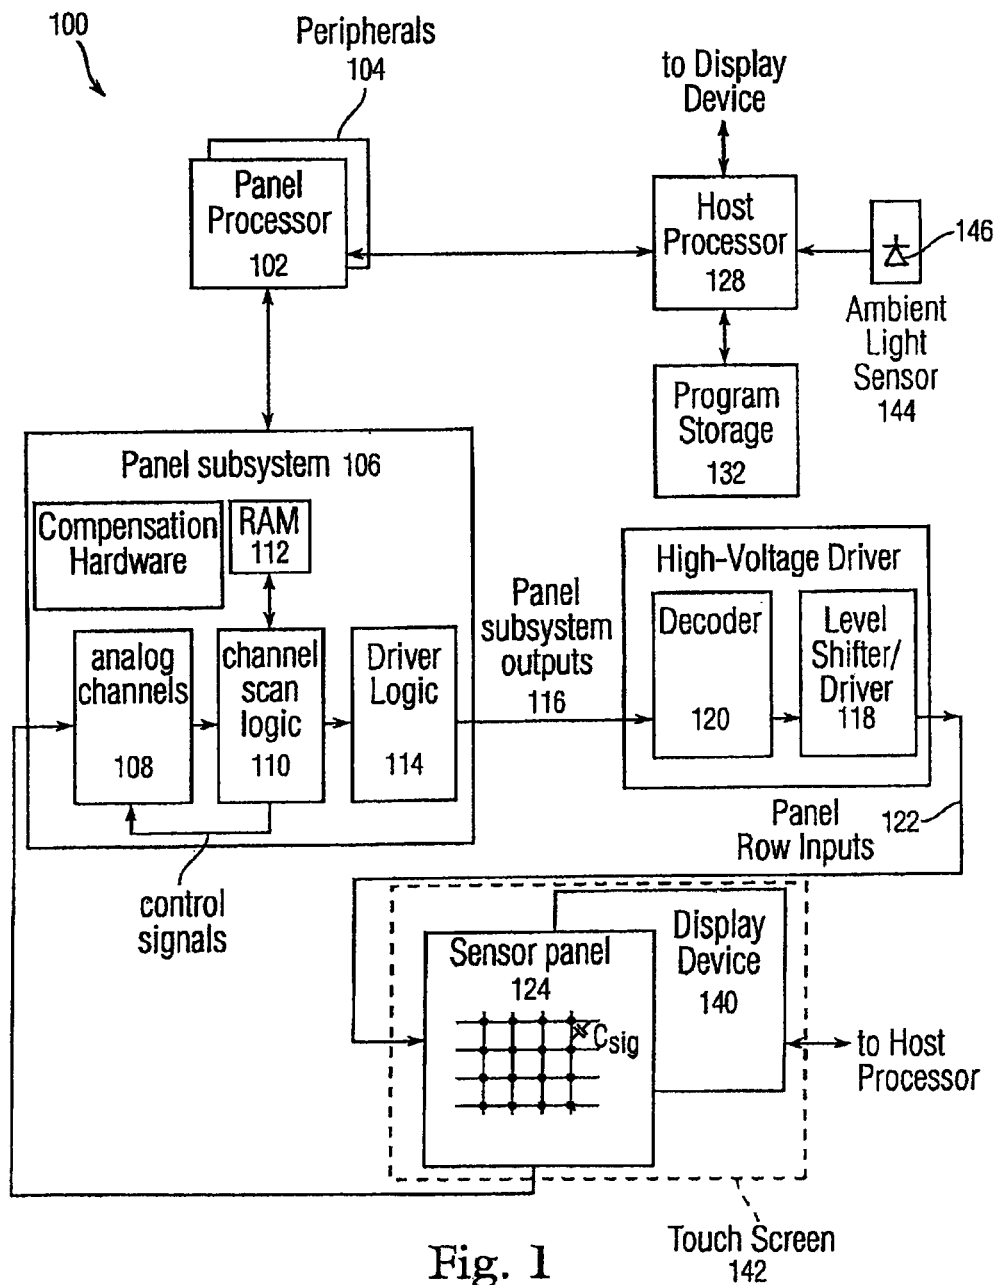 100
Peripherals
104
to Display
Device
Panel
Processor
102
Host
Processor
128
146
Ambient
Light
Sensor
144
Program
Storage
132
Panel subsystem 106
Compensation
Hardware
RAM
112
analog
channels
108
channel
scan
logic
110
Driver
Logic
114
control
signals
Panel
subsystem
outputs
116
High-Voltage Driver
Decoder
120
Level
Shifter/
Driver
118
Panel
Row Inputs
122
Sensor panel
124
Csig
Display
Device
140
to Host
Processor
Touch Screen
142
Fig. 1